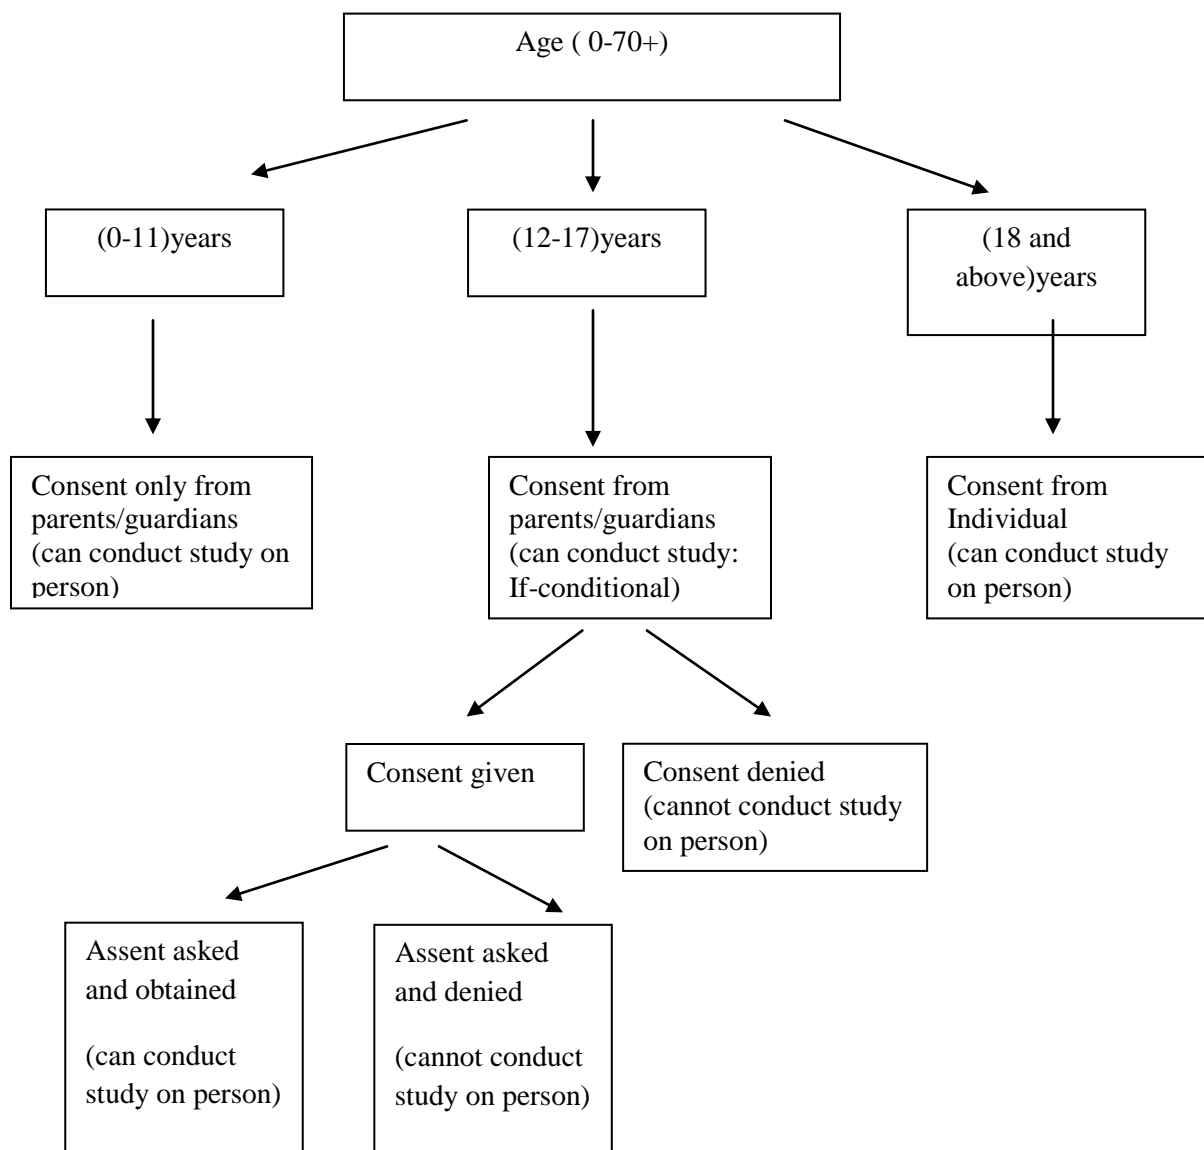 Age ( 0-70+)
(0-11)years
(12-17)years
(18 and
above)years
Consent only from
parents/guardians
(can conduct study on
person)
Consent from
parents/guardians
(can conduct study:
If-conditional)
Consent from
Individual
(can conduct study
on person)
Consent given
Consent denied
(cannot conduct study
on person)
Assent asked
and obtained
(can conduct
study on person)
Assent asked
and denied
(cannot conduct
study on person)